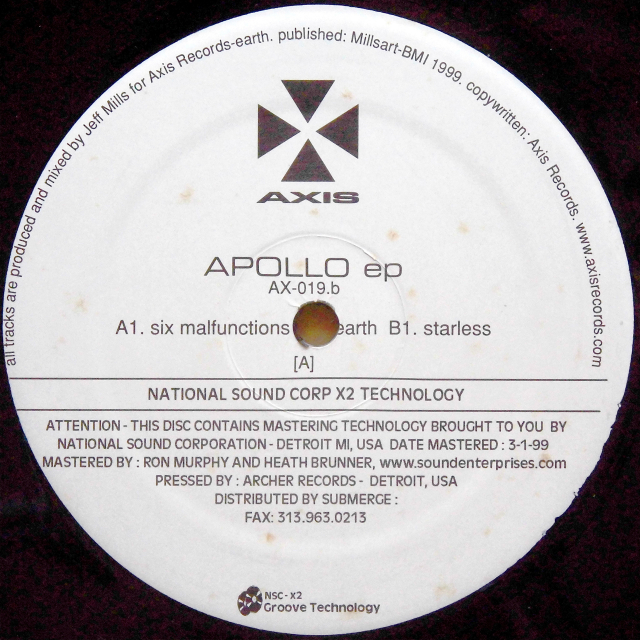 all tracks are produced and mixed by Jeff Mills for Axis Records-earth. published: Millsart-BMI 1999. copywritten: Axis Records. www.axisrecords.com
AXIS
APOLLO ep
AX-019.b
A1. six malfunctions earth B1. starless
[A]
NATIONAL SOUND CORP X2 TECHNOLOGY
ATTENTION - THIS DISC CONTAINS MASTERING TECHNOLOGY BROUGHT TO YOU BY
NATIONAL SOUND CORPORATION - DETROIT MI, USA DATE MASTERED : 3-1-99
MASTERED BY : RON MURPHY AND HEATH BRUNNER, www.soundenterprises.com
PRESSED BY : ARCHER RECORDS - DETROIT, USA
DISTRIBUTED BY SUBMERGE :
FAX: 313.963.0213
NSC - X2
Groove Technology